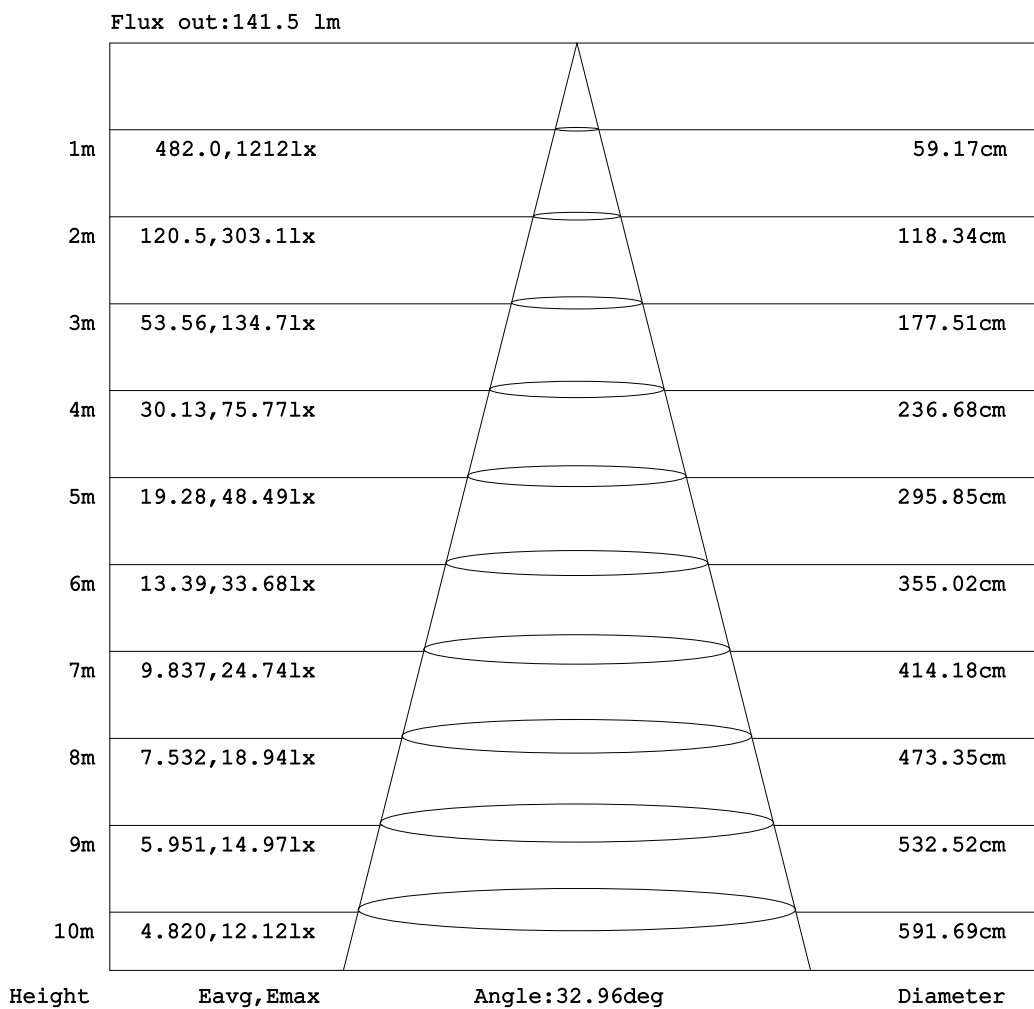 Flux out:141.5 lm
1m 482.0,1212lx 59.17cm
2m 120.5,303.1lx 118.34cm
3m 53.56,134.7lx 177.51cm
4m 30.13,75.77lx 236.68cm
5m 19.28,48.49lx 295.85cm
6m 13.39,33.68lx 355.02cm
7m 9.837,24.74lx 414.18cm
8m 7.532,18.94lx 473.35cm
9m 5.951,14.97lx 532.52cm
10m 4.820,12.12lx 591.69cm
Height Eavg,Emax Angle:32.96deg Diameter